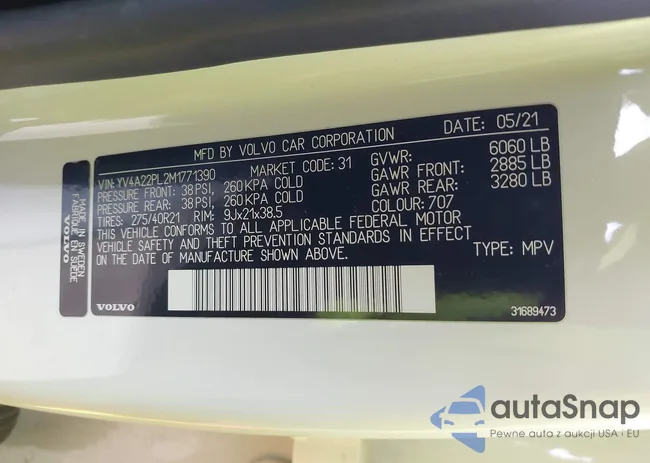 MFD BY VOLVO CAR CORPORATION DATE: 05/21
VIN:YV4A22PL2M1771390 MARKET CODE: 31 GVWR: 6060 LB
PRESSURE FRONT: 38 PSI, 260 KPA COLD GAWR FRONT: 2885 LB
PRESSURE REAR: 38 PSI, 260 KPA COLD GAWR REAR: 3280 LB
TIRES: 275/40R21 RIM: 9Jx21x38.5 COLOUR: 707
THIS VEHICLE CONFORMS TO ALL APPLICABLE FEDERAL MOTOR
VEHICLE SAFETY AND THEFT PREVENTION STANDARDS IN EFFECT
ON THE DATE OF MANUFACTURE SHOWN ABOVE. TYPE: MPV
VOLVO 31689473
MADE IN SWEDEN
FABRIQUE EN SUÈDE
VOLVO
autaSnap
Pewne auta z aukcji USA i EU